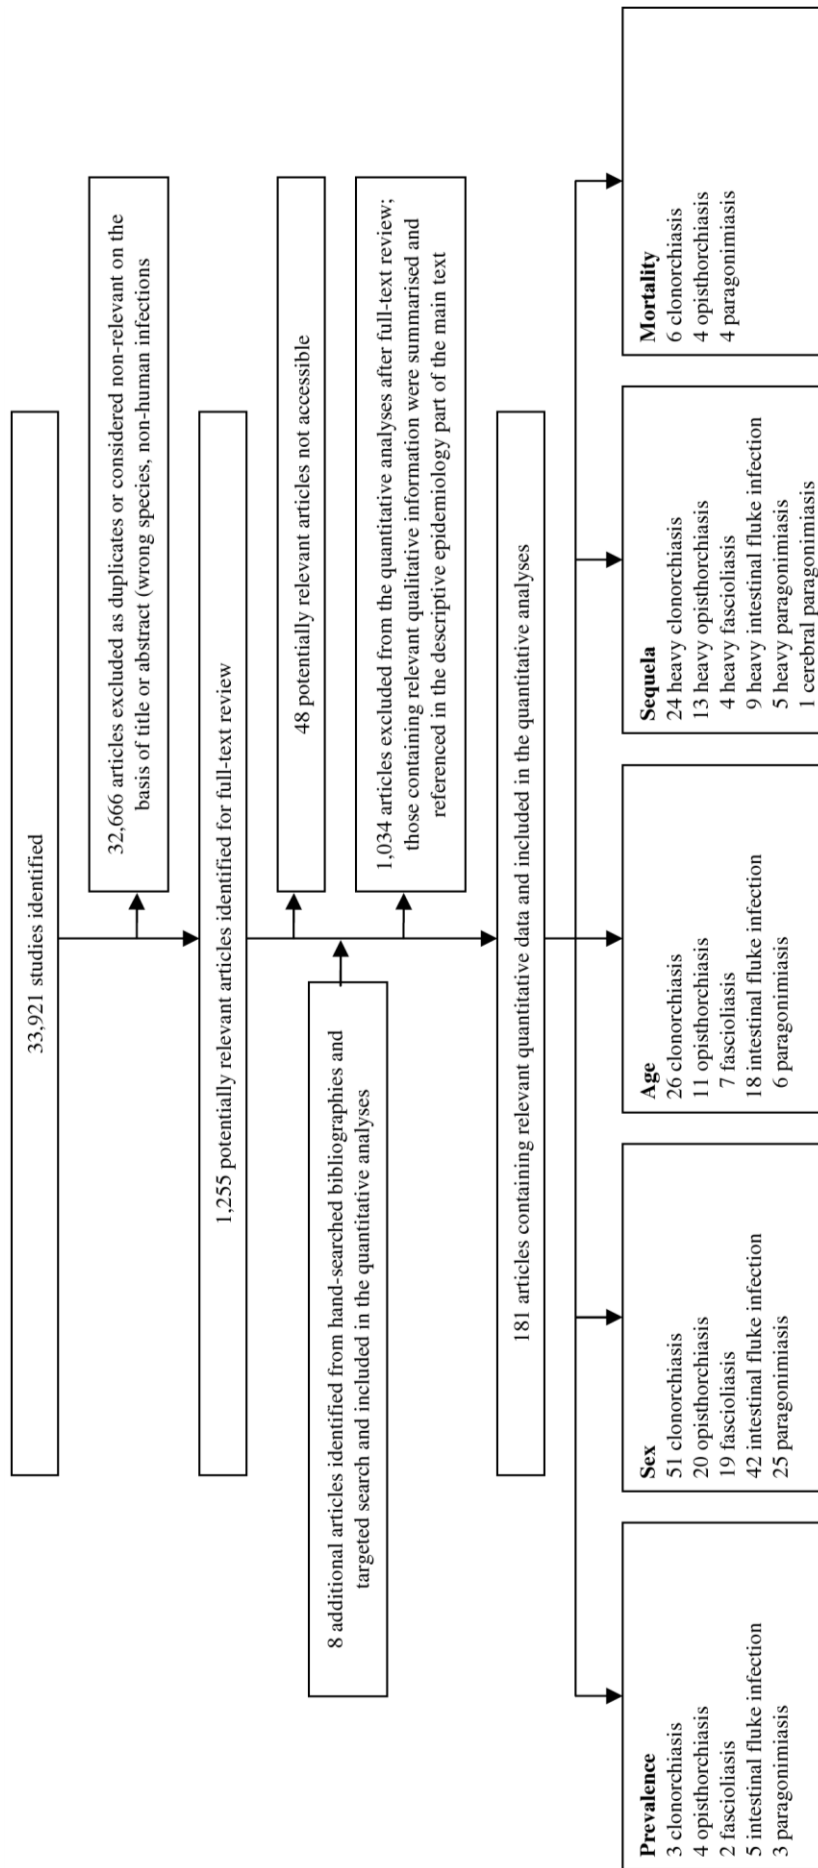 33,921 studies identified
32,666 articles excluded as duplicates or considered non-relevant on the
basis of title or abstract (wrong species, non-human infections
1,255 potentially relevant articles identified for full-text review
48 potentially relevant articles not accessible
8 additional articles identified from hand-searched bibliographies and
targeted search and included in the quantitative analyses
1,034 articles excluded from the quantitative analyses after full-text review;
those containing relevant qualitative information were summarised and
referenced in the descriptive epidemiology part of the main text
181 articles containing relevant quantitative data and included in the quantitative analyses
Prevalence
3 clonorchiasis
4 opisthorchiasis
2 fascioliasis
5 intestinal fluke infection
3 paragonimiasis
Sex
51 clonorchiasis
20 opisthorchiasis
19 fascioliasis
42 intestinal fluke infection
25 paragonimiasis
Age
26 clonorchiasis
11 opisthorchiasis
7 fascioliasis
18 intestinal fluke infection
6 paragonimiasis
Sequela
24 heavy clonorchiasis
13 heavy opisthorchiasis
4 heavy fascioliasis
9 heavy intestinal fluke infection
5 heavy paragonimiasis
1 cerebral paragonimiasis
Mortality
6 clonorchiasis
4 opisthorchiasis
4 paragonimiasis